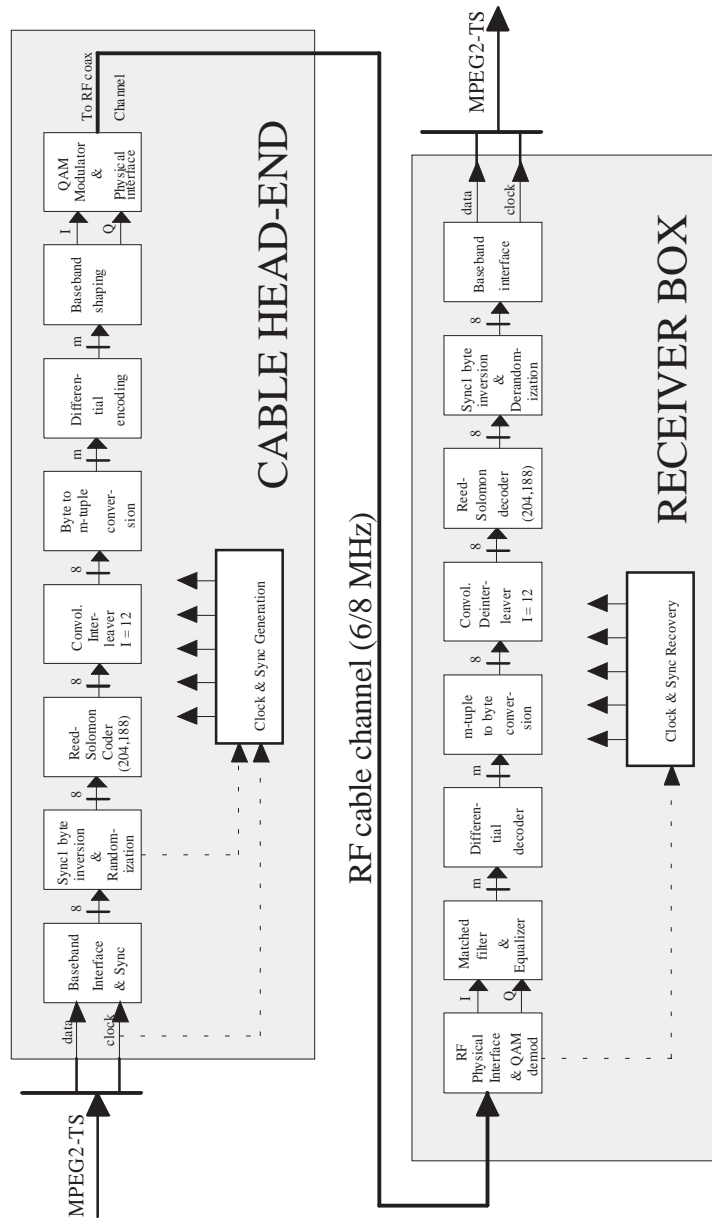 MPEG2-TS
data
clock
Baseband
Interface
& Sync
8
Sync1 byte
inversion
&
Random-
ization
8
Reed-
Solomon
Coder
(204,188)
8
Convol.
Inter-
leaver
I = 12
8
Byte to
m-tuple
conver-
sion
m
Differen-
tial
encoding
m
Baseband
shaping
I
Q
QAM
Modulator
&
Physical
interface
To RF coax
Channel
Clock & Sync Generation
CABLE HEAD-END
RF cable channel (6/8 MHz)
RF
Physical
Interface
& QAM
demod
I
Q
Matched
filter
&
Equalizer
m
Differen-
tial
decoder
m
m-tuple
to byte
conver-
sion
8
Convol.
Deinter-
leaver
I = 12
8
Reed-
Solomon
decoder
(204,188)
8
Sync1 byte
inversion
&
Derandom-
ization
8
Baseband
interface
data
clock
MPEG2-TS
Clock & Sync Recovery
RECEIVER BOX